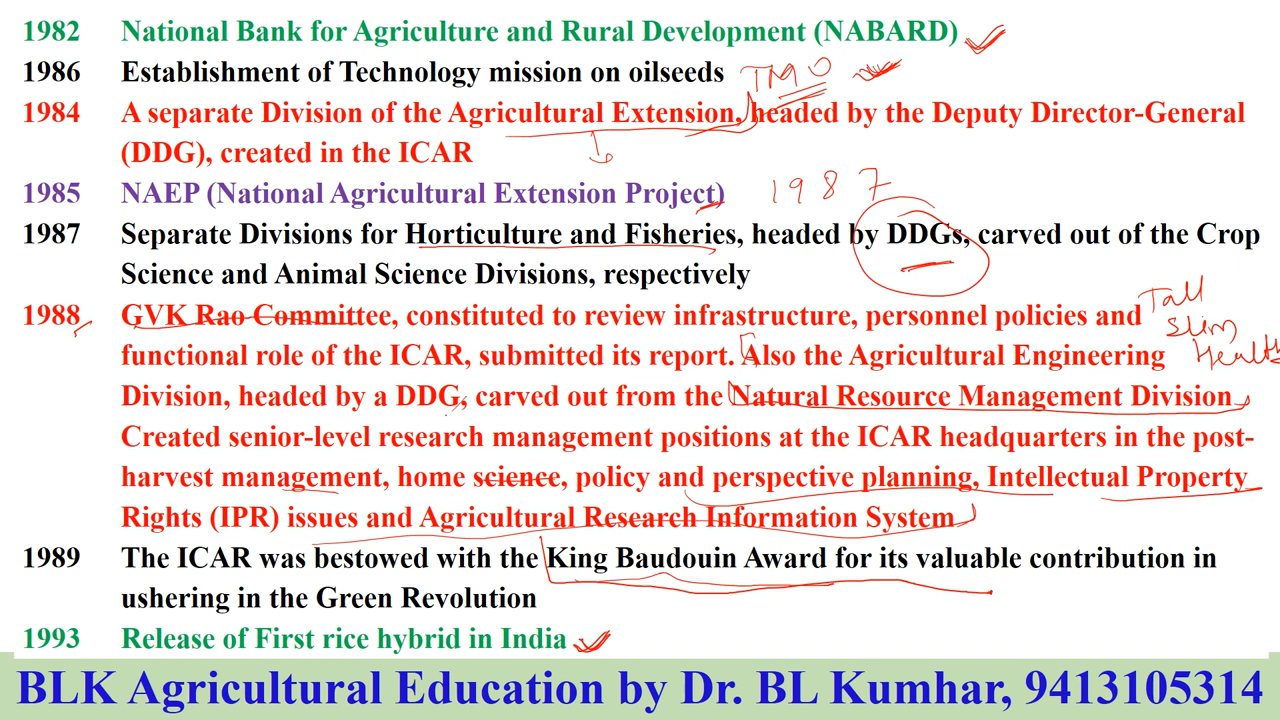 1982 National Bank for Agriculture and Rural Development (NABARD)
1986 Establishment of Technology mission on oilseeds TMO
1984 A separate Division of the Agricultural Extension, headed by the Deputy Director-General
(DDG), created in the ICAR
1985 NAEP (National Agricultural Extension Project) 1987
1987 Separate Divisions for Horticulture and Fisheries, headed by DDGs, carved out of the Crop
Science and Animal Science Divisions, respectively
Tall
1988 GVK Rao Committee, constituted to review infrastructure, personnel policies and
Slim
functional role of the ICAR, submitted its report. Also the Agricultural Engineering
Health
Division, headed by a DDG, carved out from the Natural Resource Management Division
Created senior-level research management positions at the ICAR headquarters in the post-
harvest management, home science, policy and perspective planning, Intellectual Property
Rights (IPR) issues and Agricultural Research Information System
1989 The ICAR was bestowed with the King Baudouin Award for its valuable contribution in
ushering in the Green Revolution
1993 Release of First rice hybrid in India
BLK Agricultural Education by Dr. BL Kumhar, 9413105314